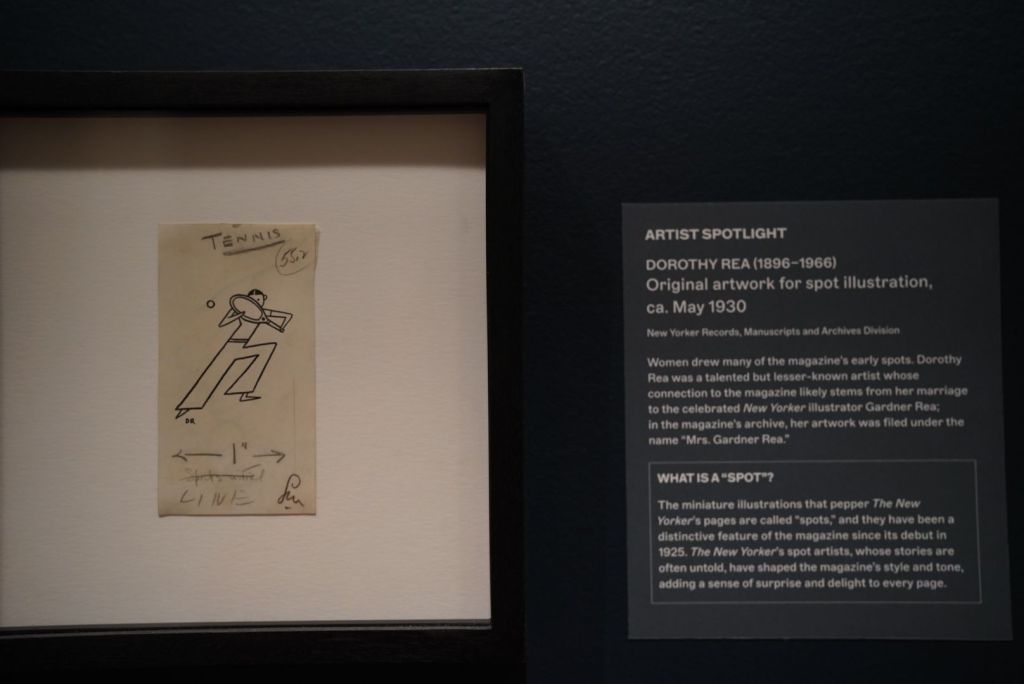 TENNIS
DR
1"
LINE
ARTIST SPOTLIGHT
DOROTHY REA (1896–1966)
Original artwork for spot illustration,
ca. May 1930
New Yorker Records, Manuscripts and Archives Division
Women drew many of the magazine's early spots. Dorothy
Rea was a talented but lesser-known artist whose
connection to the magazine likely stems from her marriage
to the celebrated New Yorker illustrator Gardner Rea;
in the magazine's archive, her artwork was filed under the
name "Mrs. Gardner Rea."
WHAT IS A "SPOT"?
The miniature illustrations that pepper The New
Yorker's pages are called "spots," and they have been a
distinctive feature of the magazine since its debut in
1925. The New Yorker's spot artists, whose stories are
often untold, have shaped the magazine's style and tone,
adding a sense of surprise and delight to every page.